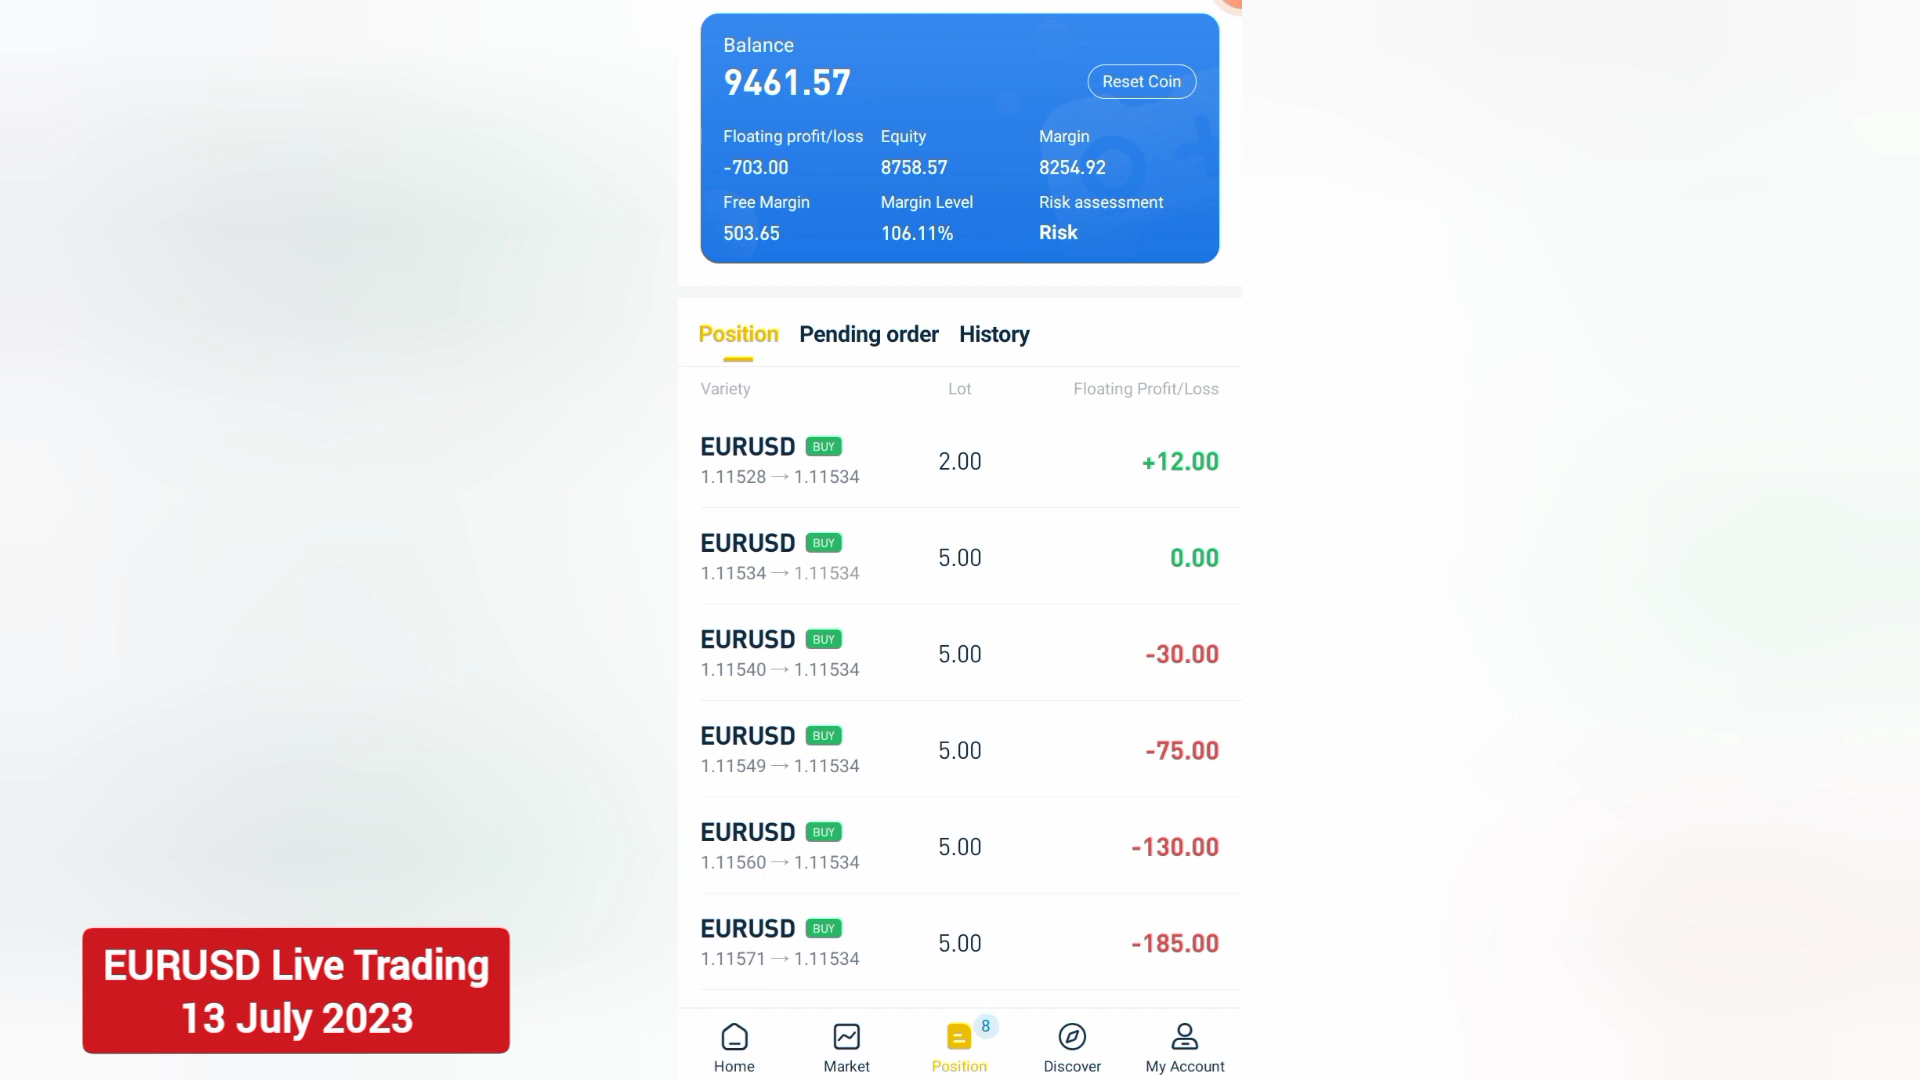 Balance
9461.57
Reset Coin
Floating profit/loss Equity Margin
-703.00 8758.57 8254.92
Free Margin Margin Level Risk assessment
503.65 106.11% Risk
Position Pending order History
Variety Lot Floating Profit/Loss
EURUSD BUY
1.11528 → 1.11534
2.00
+12.00
EURUSD BUY
1.11534 → 1.11534
5.00
0.00
EURUSD BUY
1.11540 → 1.11534
5.00
-30.00
EURUSD BUY
1.11549 → 1.11534
5.00
-75.00
EURUSD BUY
1.11560 → 1.11534
5.00
-130.00
EURUSD BUY
1.11571 → 1.11534
5.00
-185.00
8
Home Market Position Discover My Account
EURUSD Live Trading
13 July 2023